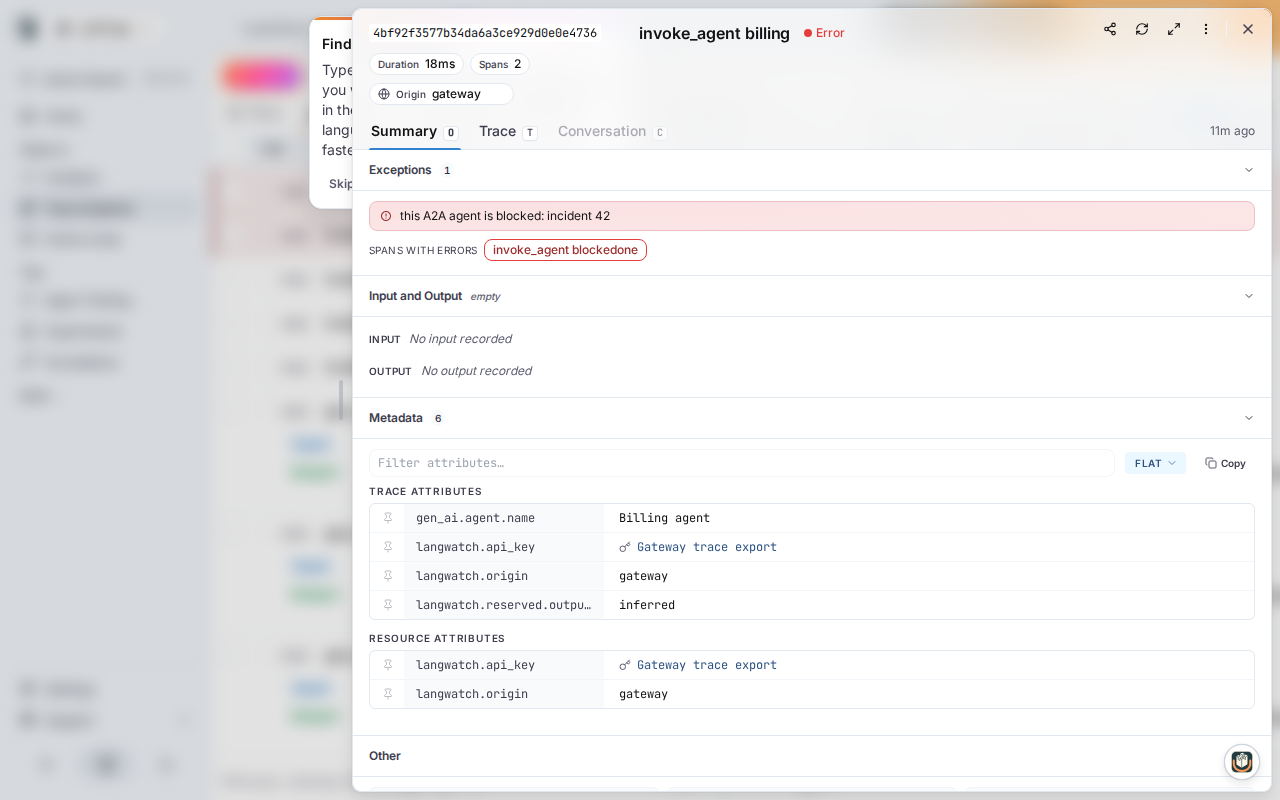 4bf92f3577b34da6a3ce929d0e0e4736
invoke_agent billing
Error
Duration 18ms
Spans 2
Origin gateway
Summary O
Trace T
Conversation C
11m ago
Find
Type
you w
in the
langu
faste
Skip
Exceptions 1
this A2A agent is blocked: incident 42
SPANS WITH ERRORS invoke_agent blockedone
Input and Output empty
INPUT No input recorded
OUTPUT No output recorded
Metadata 6
Filter attributes…
FLAT
Copy
TRACE ATTRIBUTES
gen_ai.agent.name Billing agent
langwatch.api_key Gateway trace export
langwatch.origin gateway
langwatch.reserved.outpu… inferred
RESOURCE ATTRIBUTES
langwatch.api_key Gateway trace export
langwatch.origin gateway
Other